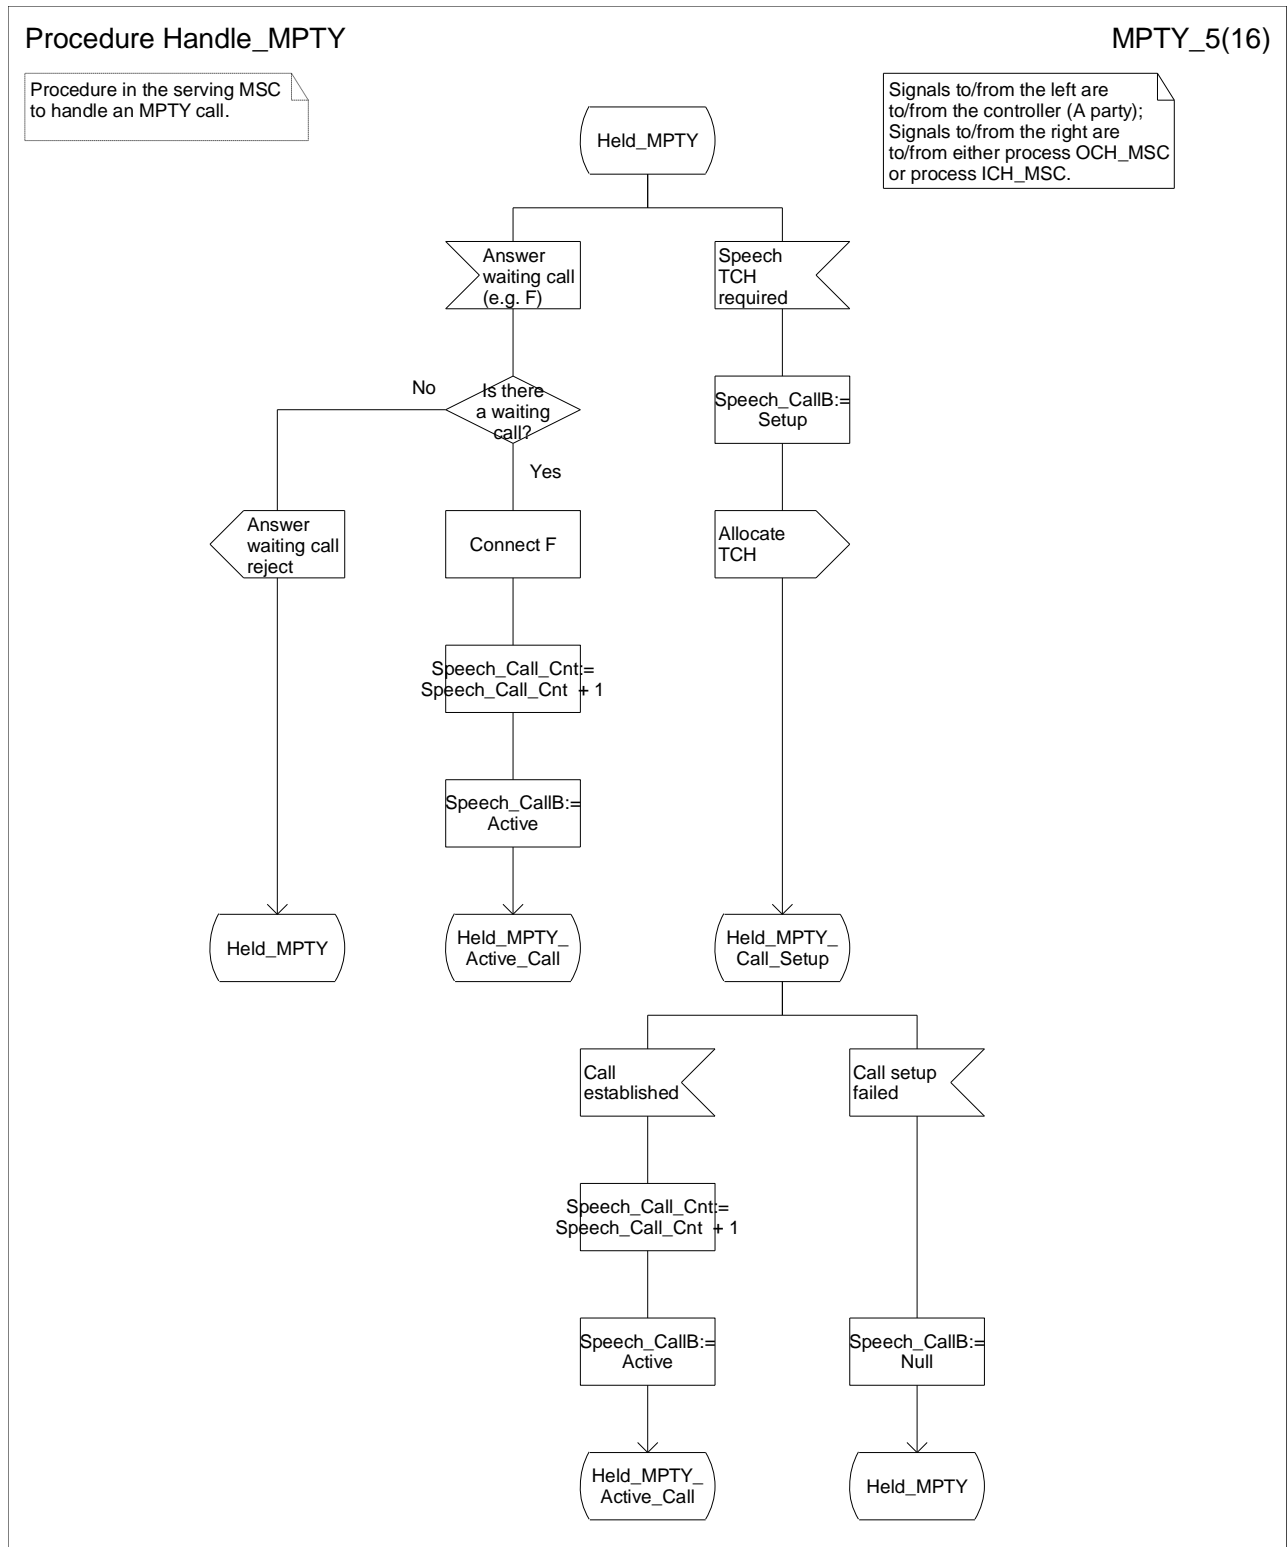 Procedure Handle_MPTY
MPTY_5(16)
Procedure in the serving MSC
to handle an MPTY call.
Signals to/from the left are
to/from the controller (A party);
Signals to/from the right are
to/from either process OCH_MSC
or process ICH_MSC.
Held_MPTY
Answer
waiting call
(e.g. F)
Speech
TCH
required
No
Is there
a waiting
call?
Speech_CallB:=
Setup
Yes
Answer
waiting call
reject
Connect F
Allocate
TCH
Speech_Call_Cnt:=
Speech_Call_Cnt + 1
Speech_CallB:=
Active
Held_MPTY
Held_MPTY_
Active_Call
Held_MPTY_
Call_Setup
Call
established
Call setup
failed
Speech_Call_Cnt:=
Speech_Call_Cnt + 1
Speech_CallB:=
Active
Speech_CallB:=
Null
Held_MPTY_
Active_Call
Held_MPTY